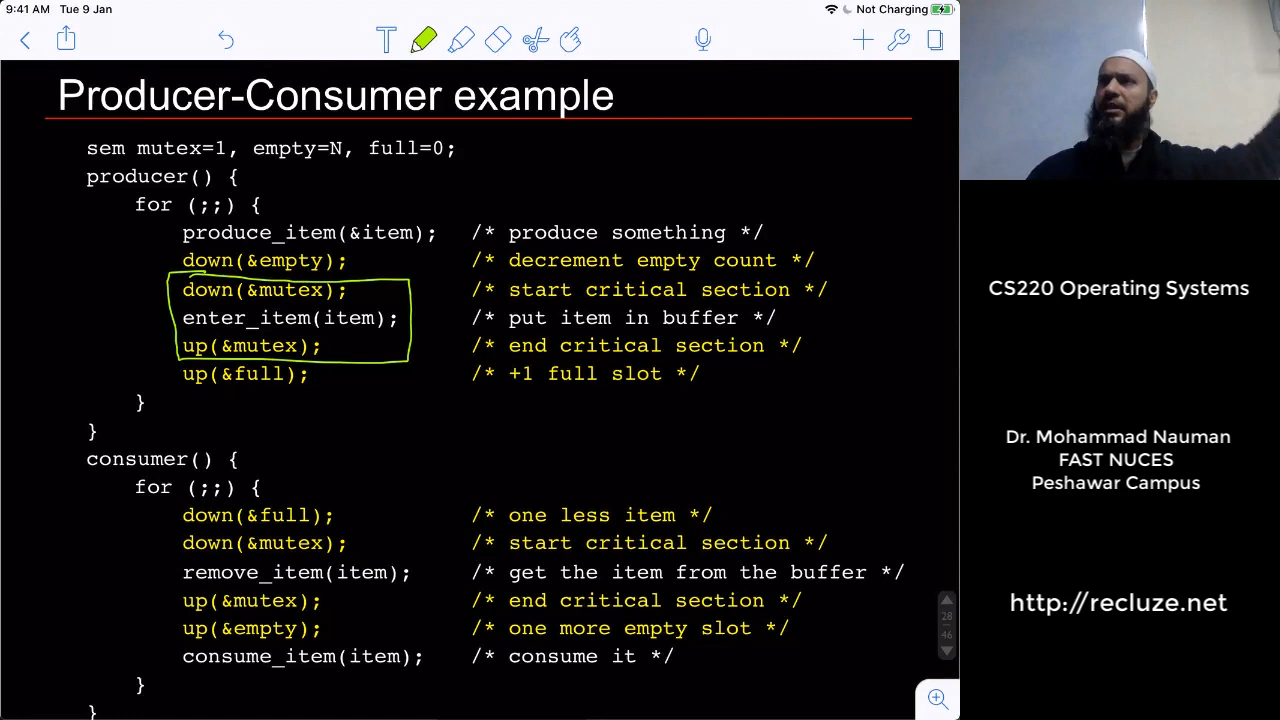 9:41 AM Tue 9 Jan
Not Charging
Producer-Consumer example
sem mutex=1, empty=N, full=0;
producer() {
for (;;) {
produce_item(&item); /* produce something */
down(&empty); /* decrement empty count */
down(&mutex); /* start critical section */
enter_item(item); /* put item in buffer */
up(&mutex); /* end critical section */
up(&full); /* +1 full slot */
}
}
consumer() {
for (;;) {
down(&full); /* one less item */
down(&mutex); /* start critical section */
remove_item(item); /* get the item from the buffer */
up(&mutex); /* end critical section */
up(&empty); /* one more empty slot */
consume_item(item); /* consume it */
}
}
28
46
CS220 Operating Systems
Dr. Mohammad Nauman
FAST NUCES
Peshawar Campus
http://recluze.net